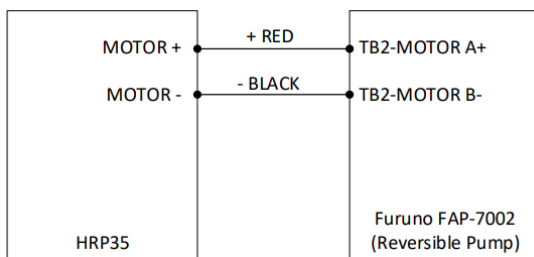 MOTOR + + RED TB2-MOTOR A+
MOTOR - - BLACK TB2-MOTOR B-
HRP35
Furuno FAP-7002
(Reversible Pump)